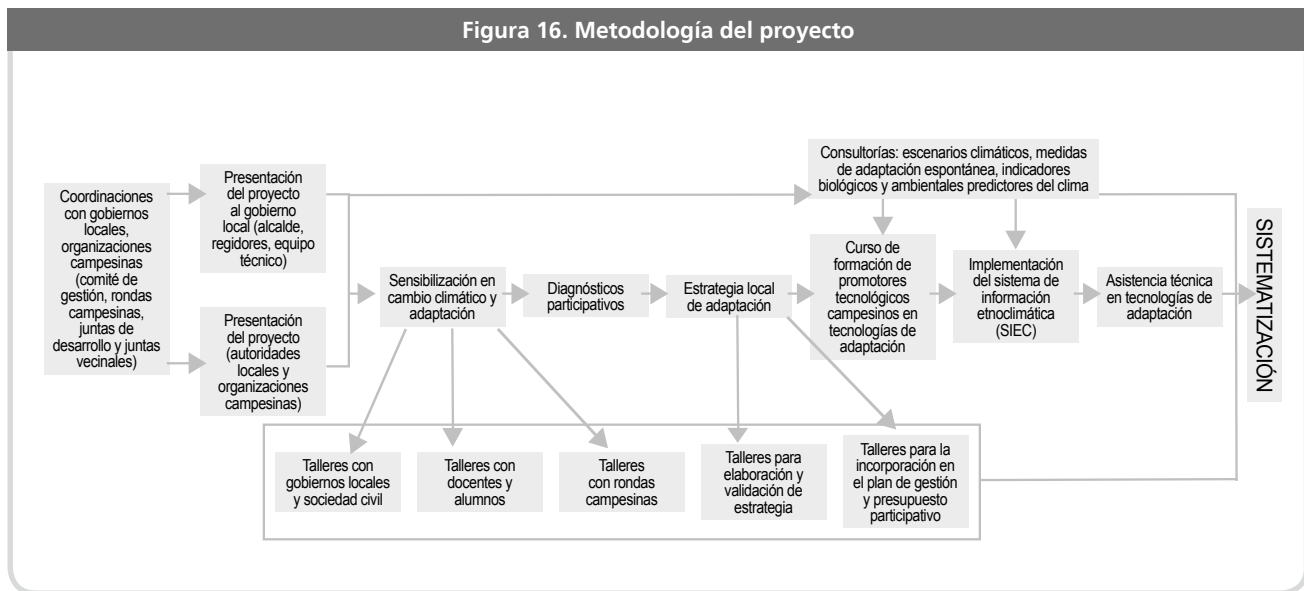 Figura 16. Metodología del proyecto
Coordinaciones
con gobiernos
locales,
organizaciones
campesinas
(comité de
gestión, rondas
campesinas,
juntas de
desarrollo y juntas
vecinales)
Presentación
del proyecto
al gobierno
local (alcalde,
regidores, equipo
técnico)
Presentación
del proyecto
(autoridades
locales y
organizaciones
campesinas)
Sensibilización en
cambio climático y
adaptación
Diagnósticos
participativos
Estrategia local
de adaptación
Consultorías: escenarios climáticos, medidas
de adaptación espontánea, indicadores
biológicos y ambientales predictores del clima
Curso de
formación de
promotores
tecnológicos
campesinos en
tecnologías de
adaptación
Implementación
del sistema de
información
etnoclimática
(SIEC)
Asistencia técnica
en tecnologías de
adaptación
SISTEMATIZACIÓN
Talleres con
gobiernos locales
y sociedad civil
Talleres con
docentes y
alumnos
Talleres
con rondas
campesinas
Talleres para
elaboración y
validación de
estrategia
Talleres para la
incorporación en
el plan de gestión
y presupuesto
participativo